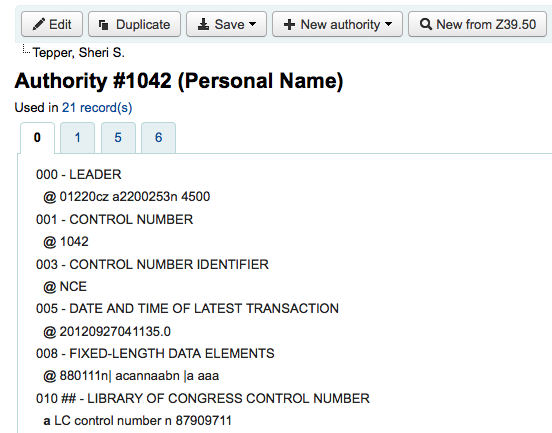 Edit Duplicate Save New authority New from Z39.50
Tepper, Sheri S.
Authority #1042 (Personal Name)
Used in 21 record(s)
0 1 5 6
000 - LEADER
@ 01220cz a2200253n 4500
001 - CONTROL NUMBER
@ 1042
003 - CONTROL NUMBER IDENTIFIER
@ NCE
005 - DATE AND TIME OF LATEST TRANSACTION
@ 20120927041135.0
008 - FIXED-LENGTH DATA ELEMENTS
@ 880111n| acannaabn |a aaa
010 ## - LIBRARY OF CONGRESS CONTROL NUMBER
a LC control number n 87909711